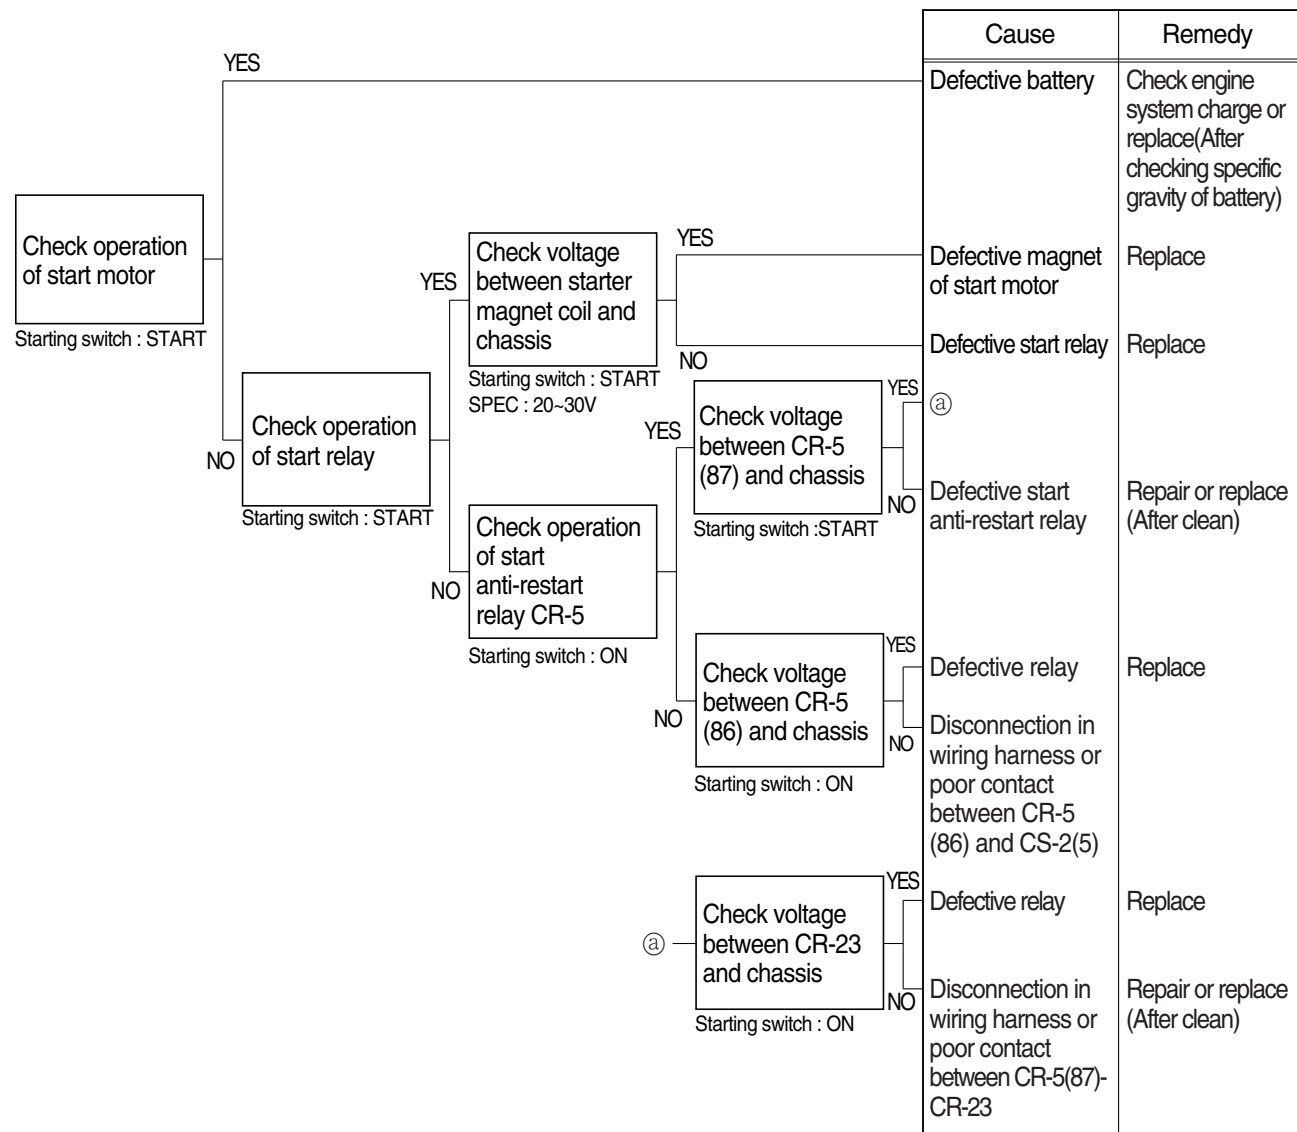 Cause
Remedy
YES
Defective battery
Check engine
system charge or
replace(After
checking specific
gravity of battery)
Check operation
of start motor
Starting switch : START
YES
Check voltage
between starter
magnet coil and
chassis
Starting switch : START
SPEC : 20~30V
YES
Defective magnet
of start motor
Replace
NO
Defective start relay
Replace
NO
Check operation
of start relay
Starting switch : START
YES
Check voltage
between CR-5
(87) and chassis
Starting switch :START
YES
ⓐ
NO
Defective start
anti-restart relay
Repair or replace
(After clean)
NO
Check operation
of start
anti-restart
relay CR-5
Starting switch : ON
NO
Check voltage
between CR-5
(86) and chassis
Starting switch : ON
YES
Defective relay
Replace
NO
Disconnection in
wiring harness or
poor contact
between CR-5
(86) and CS-2(5)
ⓐ
Check voltage
between CR-23
and chassis
Starting switch : ON
YES
Defective relay
Replace
NO
Disconnection in
wiring harness or
poor contact
between CR-5(87)-
CR-23
Repair or replace
(After clean)